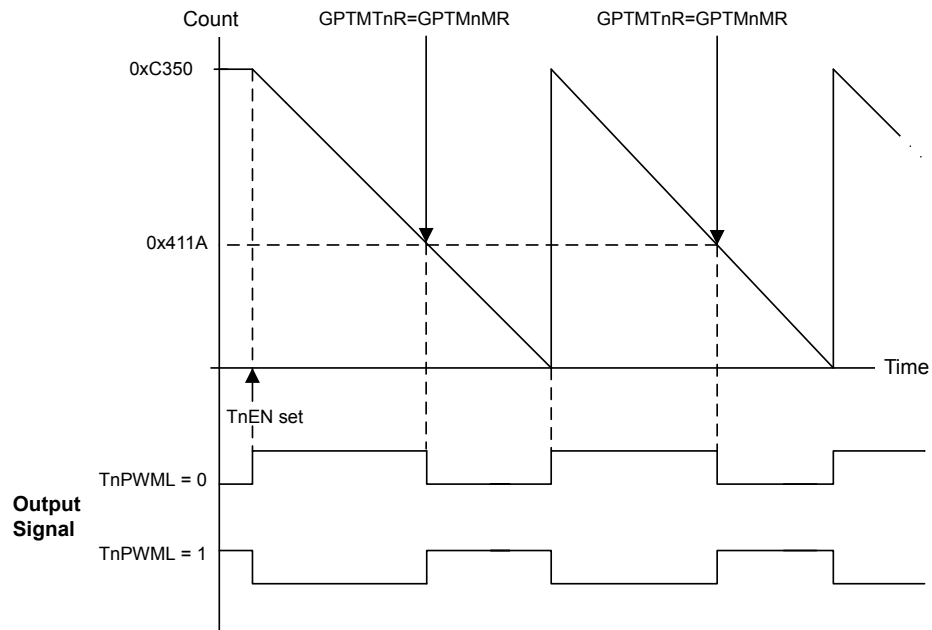 Count
GPTMTnR=GPTMnMR
GPTMTnR=GPTMnMR
0xC350
0x411A
Time
TnEN set
TnPWML = 0
Output
Signal
TnPWML = 1